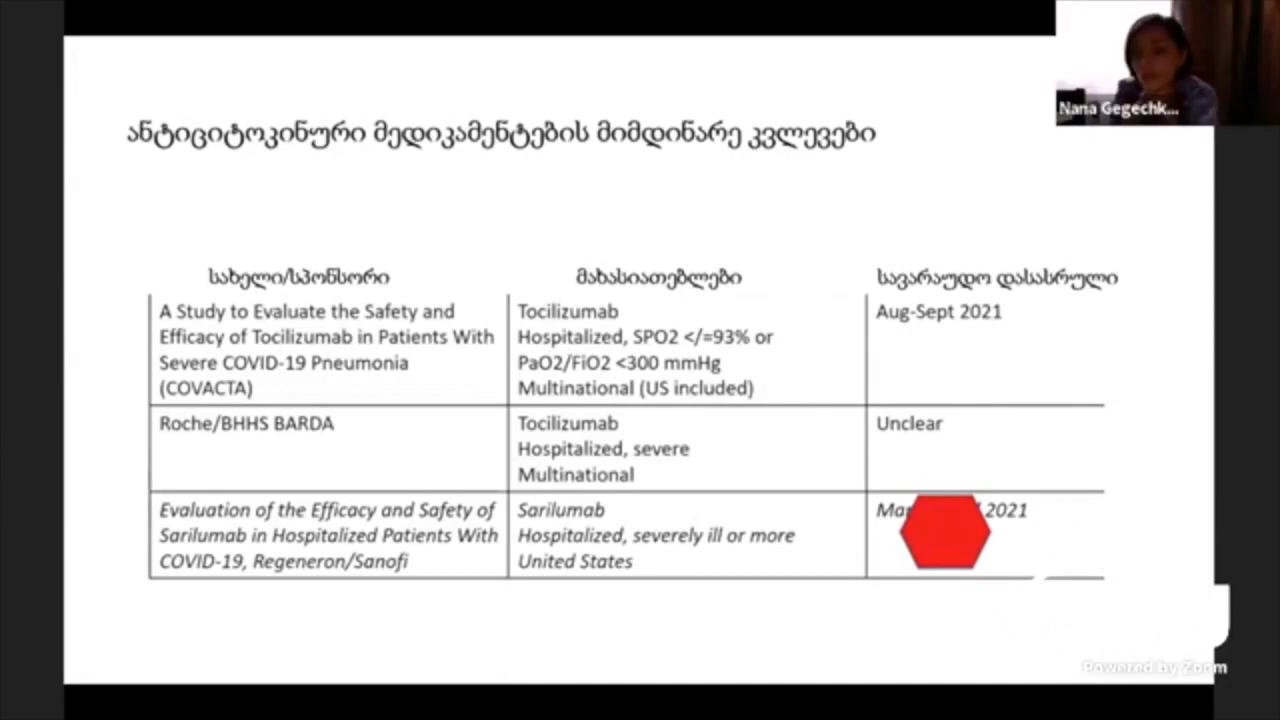 Nana Gegechk...
ანტიციტოკინური მედიკამენტების მიმდინარე კვლევები
სახელი/სპონსორი
მახასიათებლები
სავარაუდო დასასრული
A Study to Evaluate the Safety and
Efficacy of Tocilizumab in Patients With
Severe COVID-19 Pneumonia
(COVACTA)
Tocilizumab
Hospitalized, SPO2 </=93% or
PaO2/FiO2 <300 mmHg
Multinational (US included)
Aug-Sept 2021
Roche/BHHS BARDA
Tocilizumab
Hospitalized, severe
Multinational
Unclear
Evaluation of the Efficacy and Safety of
Sarilumab in Hospitalized Patients With
COVID-19, Regeneron/Sanofi
Sarilumab
Hospitalized, severely ill or more
United States
2021
Powered by Zoom